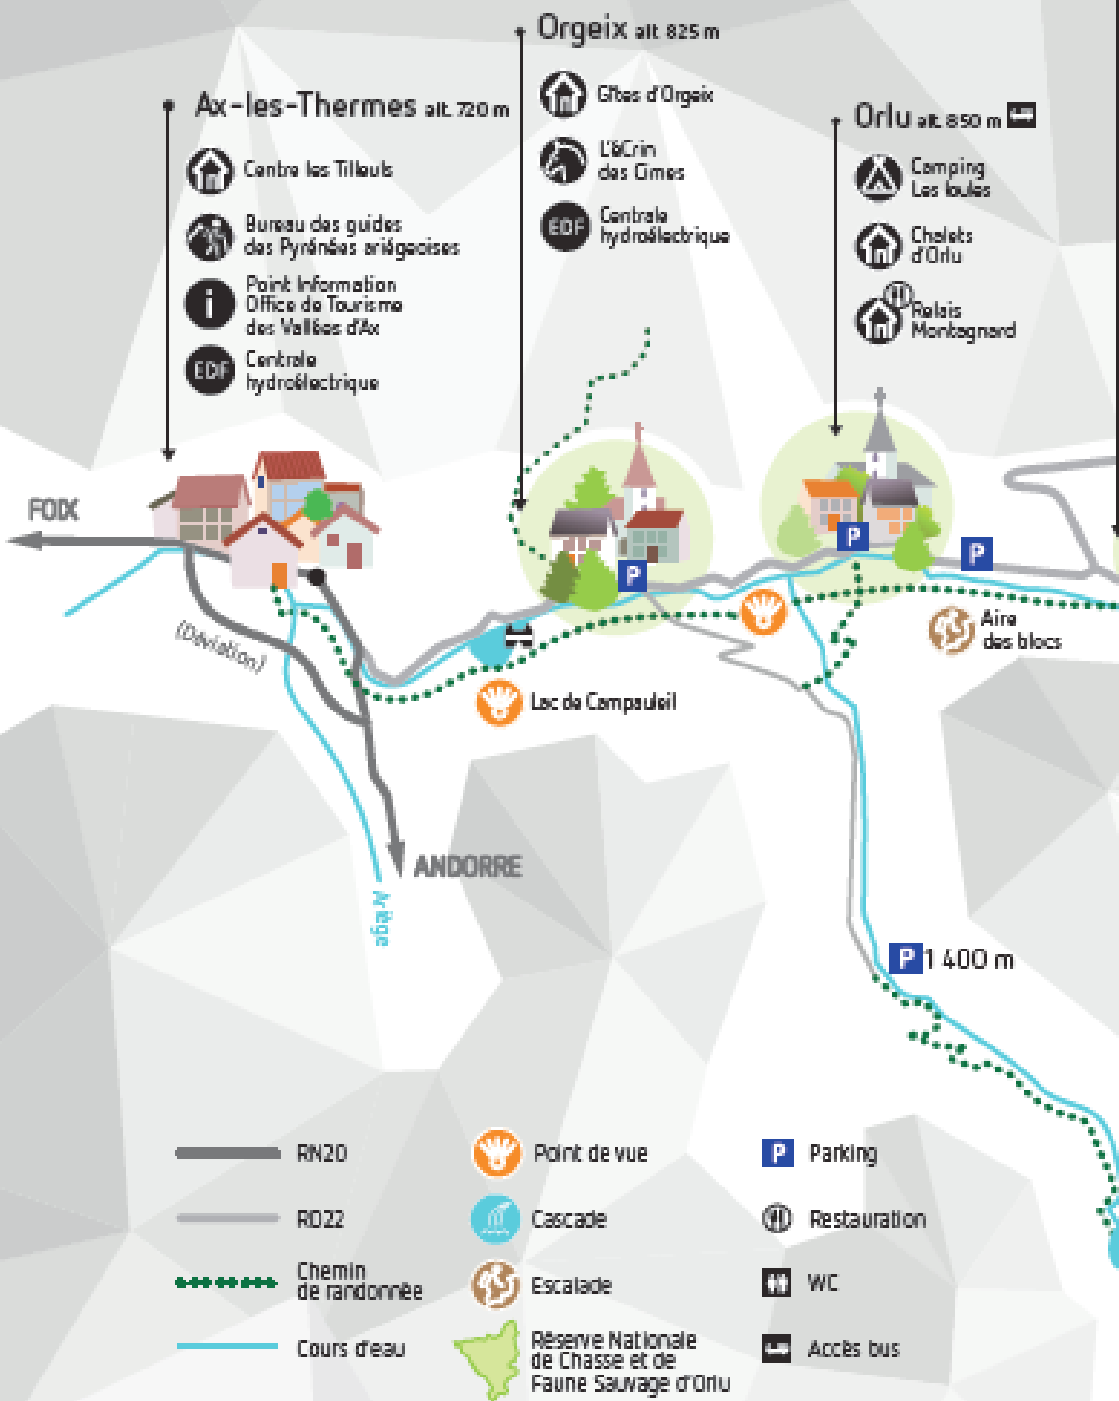 Orgeix alt. 825 m
Gîtes d'Orgeix
L'éCrin
des Cimes
EDF
Centrale
hydroélectrique
Ax-les-Thermes alt. 720 m
Centre les Tilleuls
Bureau des guides
des Pyrénées ariégeoises
i
Point Information
Office de Tourisme
des Vallées d'Ax
EDF
Centrale
hydroélectrique
Orlu alt. 850 m
Camping
Les Ioules
Chalets
d'Orlu
Relais
Montagnard
FOIX
(Déviation)
P
P
P
Aire
des blocs
Lac de Campauleil
ANDORRE
Ariège
P 1 400 m
RN20
RD22
Chemin
de randonnée
Cours d'eau
Point de vue
Cascade
Escalade
Réserve Nationale
de Chasse et de
Faune Sauvage d'Orlu
P Parking
Restauration
WC
Accès bus